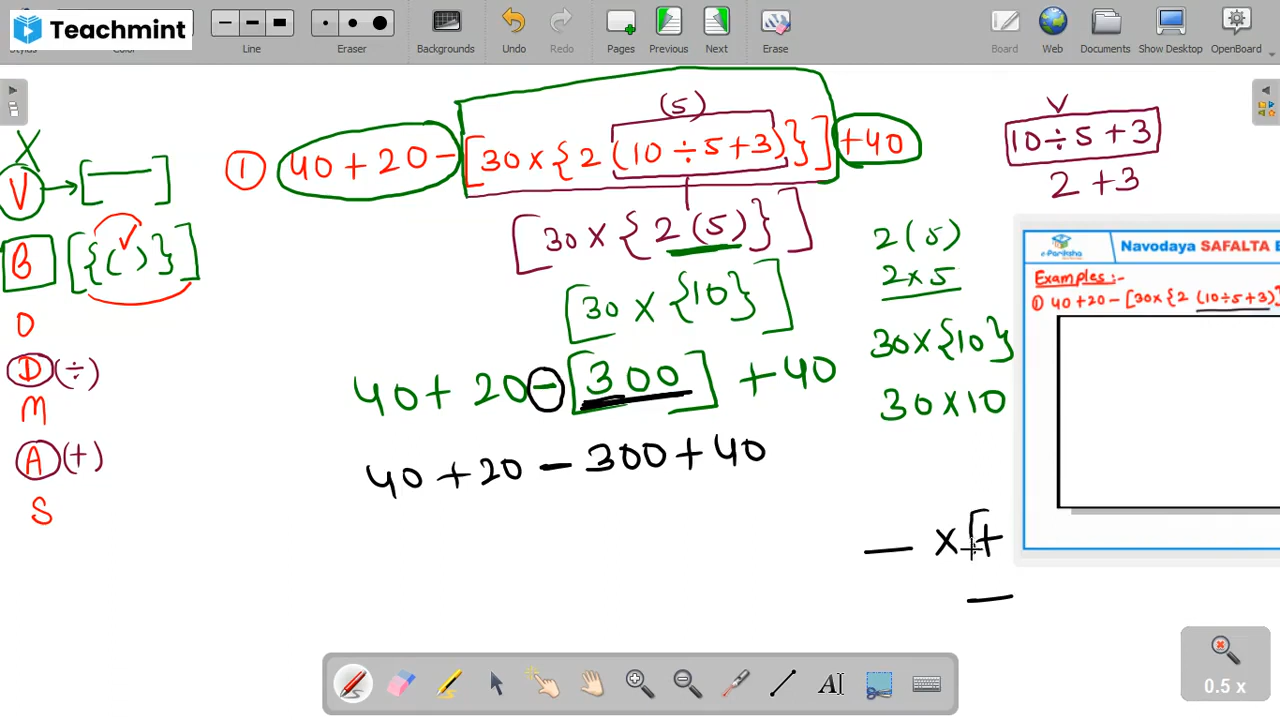 Teachmint
Line
Eraser
Backgrounds
Undo
Redo
Pages
Previous
Next
Erase
Board
Web
Documents
Show Desktop
OpenBoard
(5)
① 40 + 20 - [30 × {2 (10 ÷ 5 + 3)}] + 40
[30 × {2 (5)}]
[30 × {10}]
40 + 20 - [300] + 40
40 + 20 - 300 + 40
X
V → [ ]
B [{( )}]
O
D (÷)
M
A (+)
S
V
10 ÷ 5 + 3
2 + 3
2 (5)
2 × 5
30 × {10}
30 × 10
— × [+
—
e-Pariksha
Navodaya SAFALTA
Examples :-
① 40 + 20 - [30 × {2 (10 ÷ 5 + 3)}
0.5 x